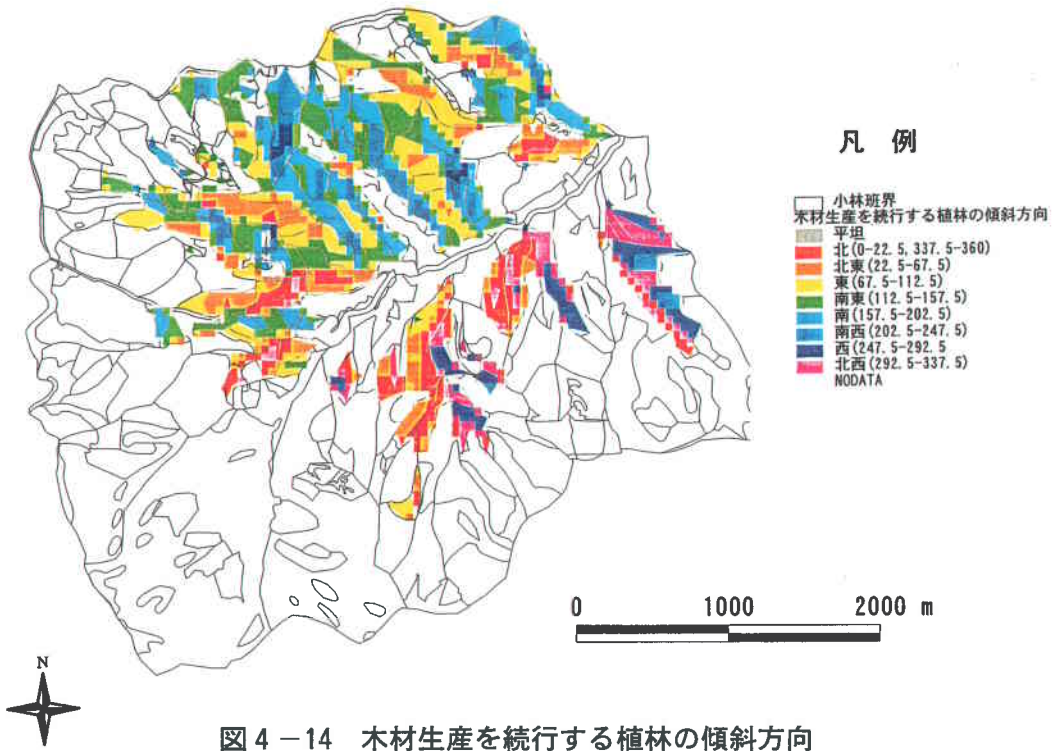 凡 例
小林班界
木材生産を続行する植林の傾斜方向
平坦
北(0-22.5, 337.5-360)
北東(22.5-67.5)
東(67.5-112.5)
南東(112.5-157.5)
南(157.5-202.5)
南西(202.5-247.5)
西(247.5-292.5
北西(292.5-337.5)
NODATA
0 1000 2000 m
N
図4－14 木材生産を続行する植林の傾斜方向